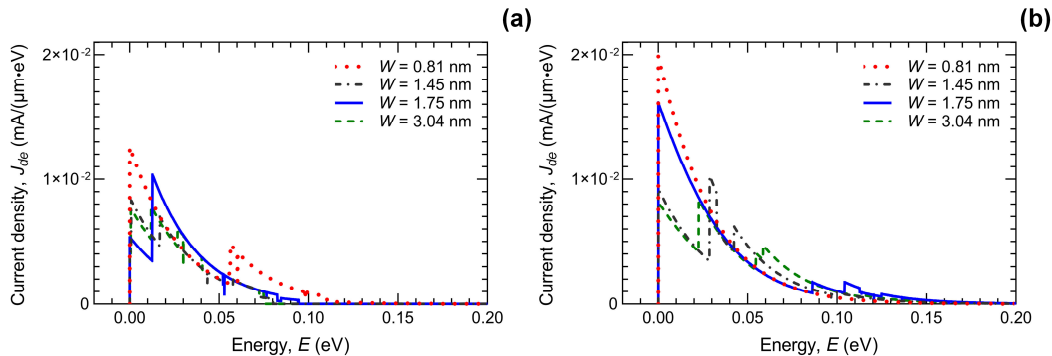 (a)
2×10⁻²
1×10⁻²
0
Current density, J_de (mA/(μm•eV)
W = 0.81 nm
W = 1.45 nm
W = 1.75 nm
W = 3.04 nm
0.00 0.05 0.10 0.15 0.20
Energy, E (eV)
(b)
2×10⁻²
1×10⁻²
0
Current density, J_de (mA/(μm•eV)
W = 0.81 nm
W = 1.45 nm
W = 1.75 nm
W = 3.04 nm
0.00 0.05 0.10 0.15 0.20
Energy, E (eV)